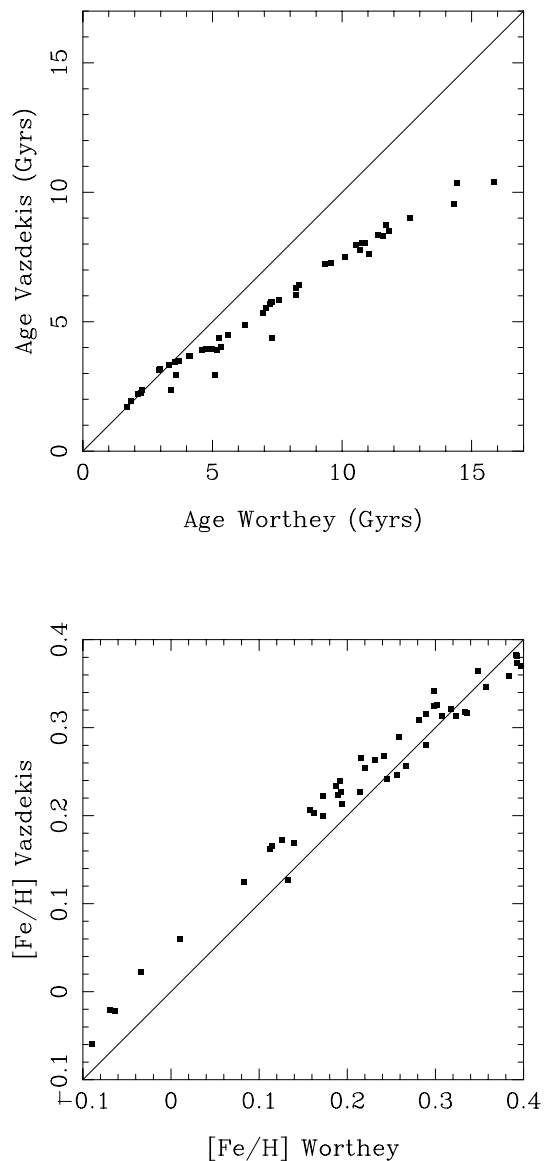 15
10
5
0
Age Vazdekis (Gyrs)
0 5 10 15
Age Worthey (Gyrs)
0.4
0.3
0.2
0.1
0
−0.1
[Fe/H] Vazdekis
−0.1 0 0.1 0.2 0.3 0.4
[Fe/H] Worthey